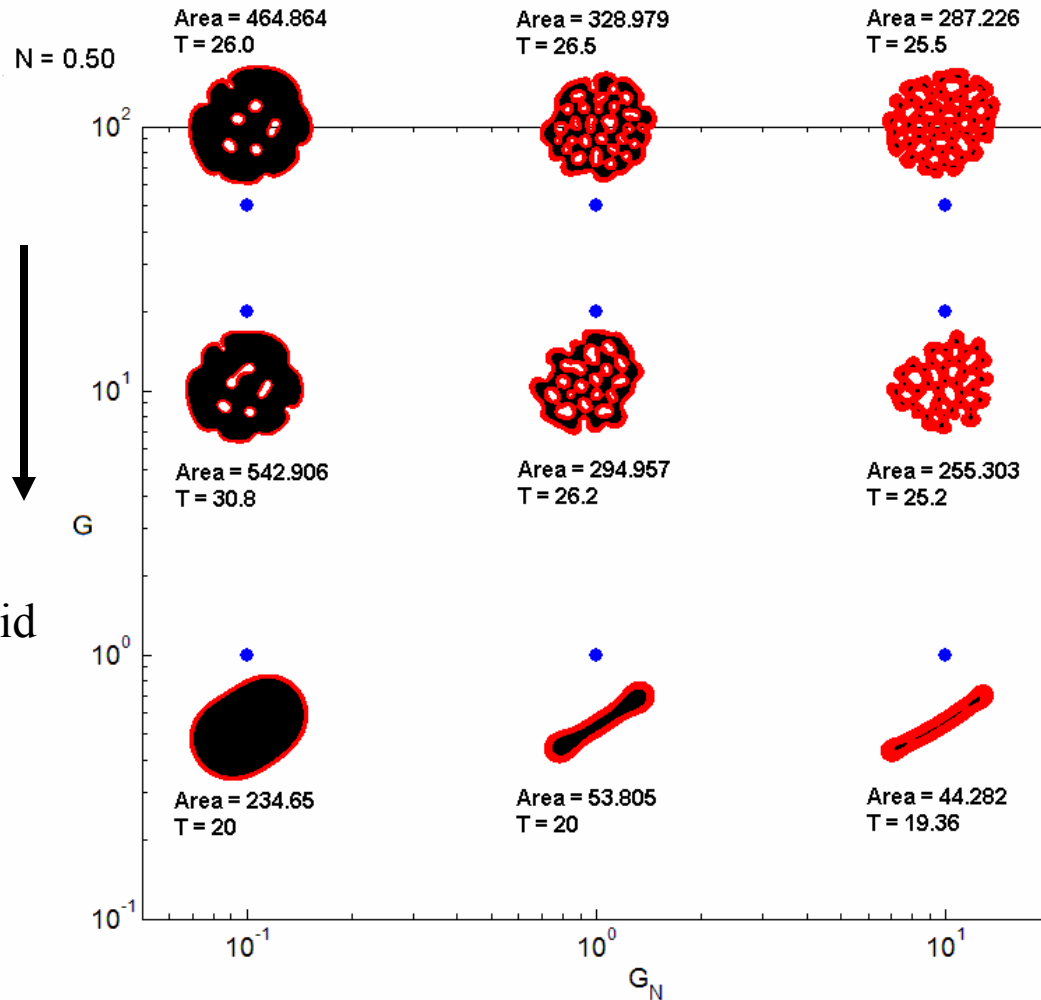 Area = 464.864
T = 26.0
Area = 328.979
T = 26.5
Area = 287.226
T = 25.5
N = 0.50
10²
10¹
Area = 542.906
T = 30.8
Area = 294.957
T = 26.2
Area = 255.303
T = 25.2
G
id
10⁰
Area = 234.65
T = 20
Area = 53.805
T = 20
Area = 44.282
T = 19.36
10⁻¹
10⁻¹
10⁰
10¹
G_N